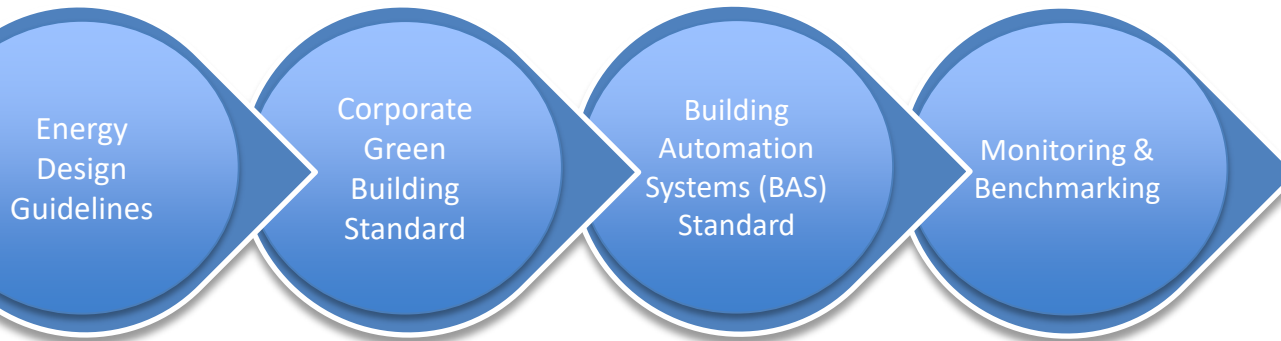 Energy
Design
Guidelines
Corporate
Green
Building
Standard
Building
Automation
Systems (BAS)
Standard
Monitoring &
Benchmarking